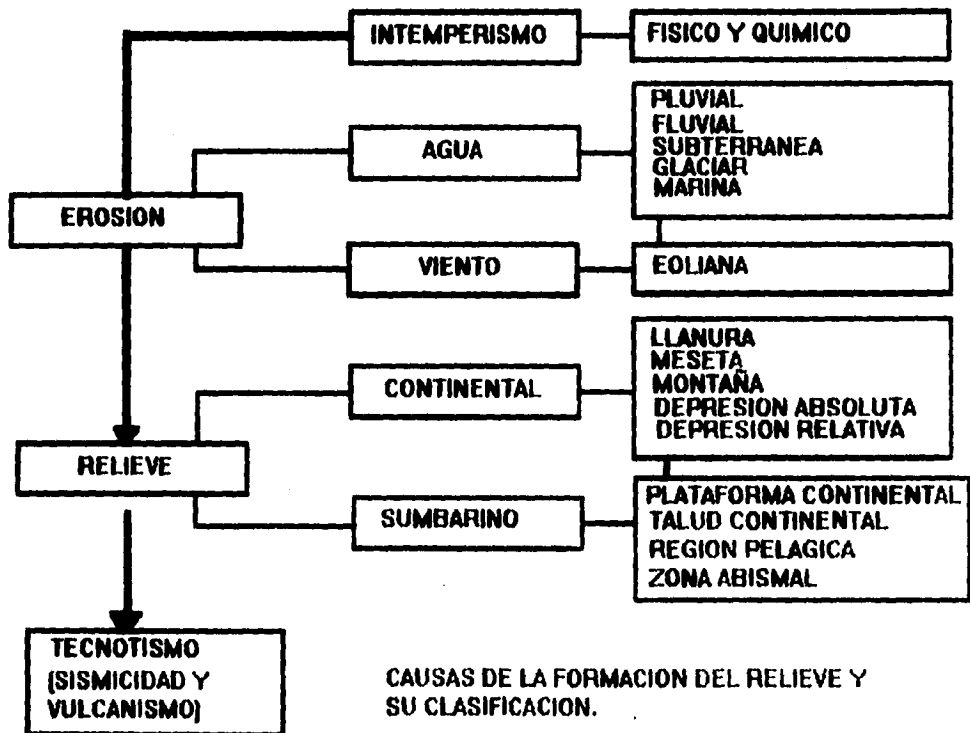 INTEMPERISMO
FISICO Y QUIMICO
PLUVIAL
FLUVIAL
SUBTERRANEA
GLACIAR
MARINA
AGUA
EROSION
VIENTO
EOLIANA
LLANURA
MESETA
MONTAÑA
DEPRESION ABSOLUTA
DEPRESION RELATIVA
CONTINENTAL
RELIEVE
SUMBARINO
PLATAFORMA CONTINENTAL
TALUD CONTINENTAL
REGION PELAGICA
ZONA ABISMAL
TECNOTISMO
(SISMICIDAD Y
VULCANISMO)
CAUSAS DE LA FORMACION DEL RELIEVE Y
SU CLASIFICACION.